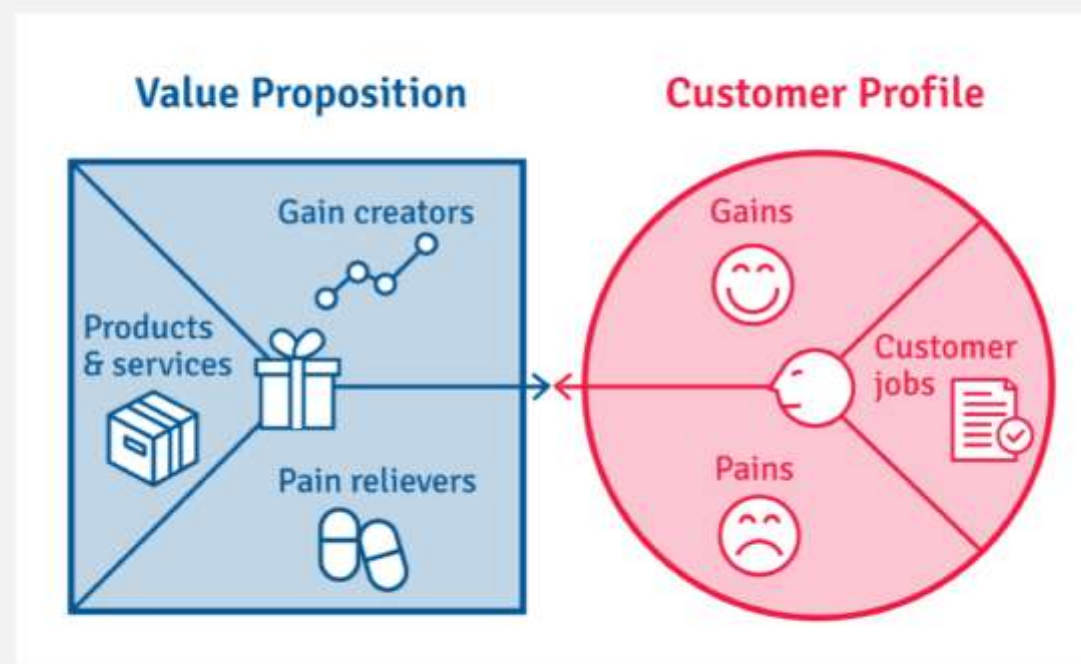 Value Proposition
Gain creators
Products
& services
Pain relievers
Customer Profile
Gains
Customer
jobs
Pains